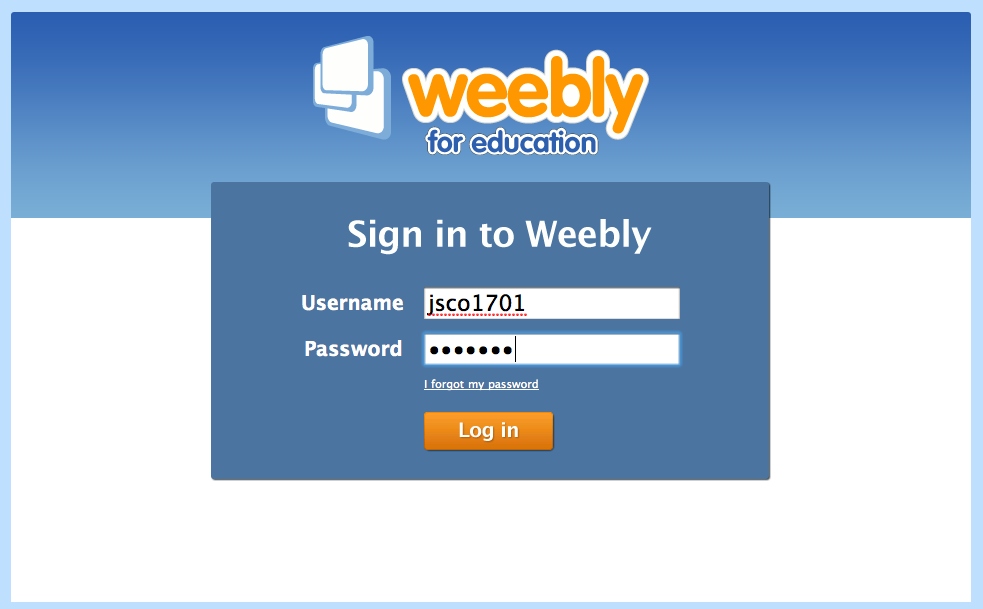 weebly
for education
Sign in to Weebly
Username jsco1701
Password •••••••
I forgot my password
Log in